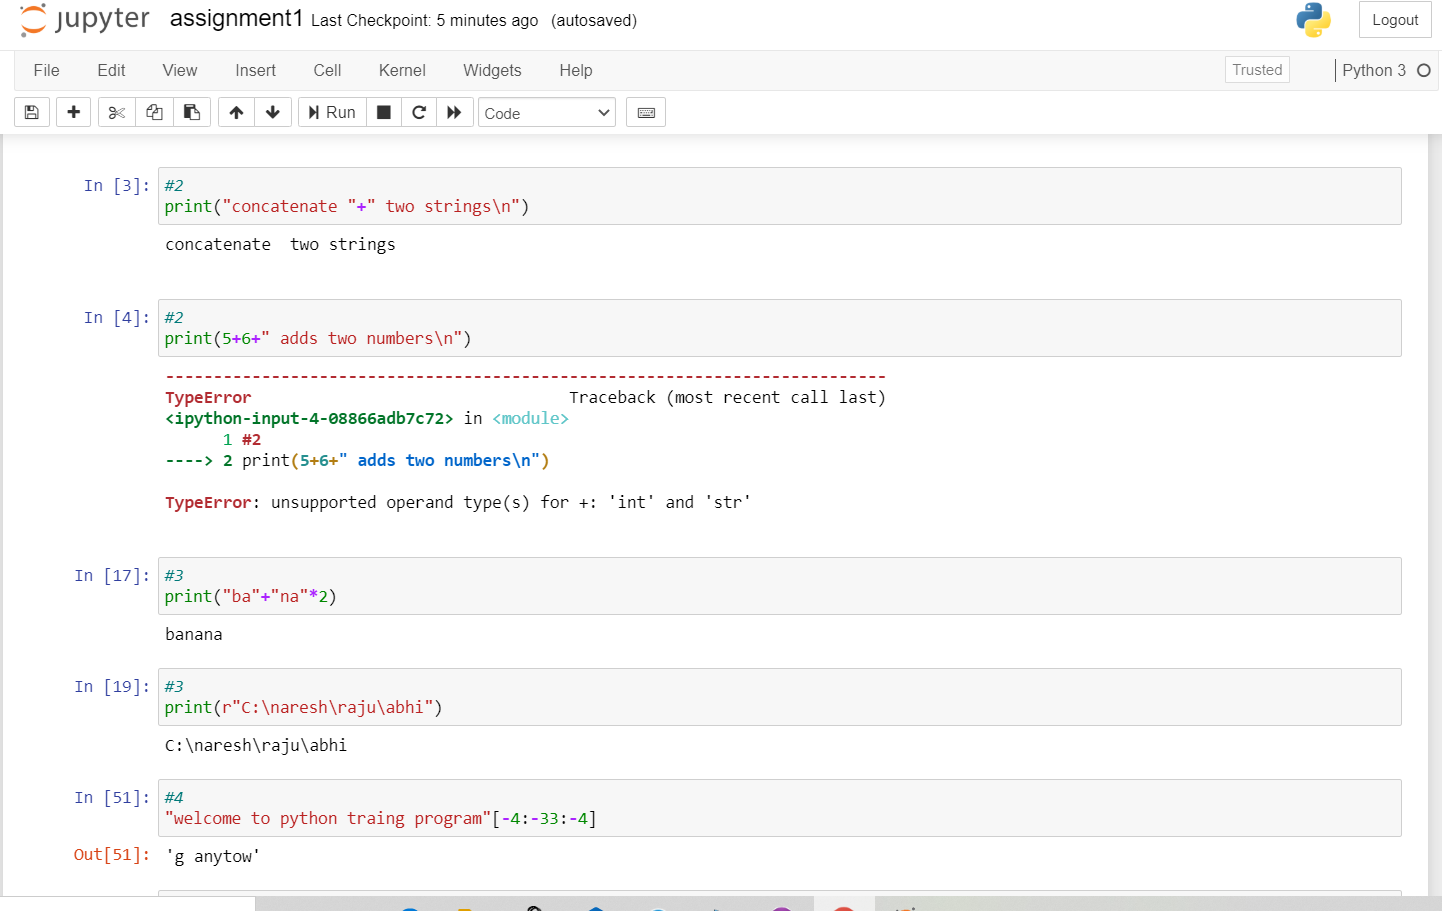 jupyter assignment1 Last Checkpoint: 5 minutes ago (autosaved) Logout
File Edit View Insert Cell Kernel Widgets Help Trusted Python 3
Run Code
In [3]: #2
print("concatenate "+" two strings\n")
concatenate  two strings
In [4]: #2
print(5+6+" adds two numbers\n")
---------------------------------------------------------------------------
TypeError                                 Traceback (most recent call last)
<ipython-input-4-08866adb7c72> in <module>
      1 #2
----> 2 print(5+6+" adds two numbers\n")
TypeError: unsupported operand type(s) for +: 'int' and 'str'
In [17]: #3
print("ba"+"na"*2)
banana
In [19]: #3
print(r"C:\naresh\raju\abhi")
C:\naresh\raju\abhi
In [51]: #4
"welcome to python traing program"[-4:-33:-4]
Out[51]: 'g anytow'